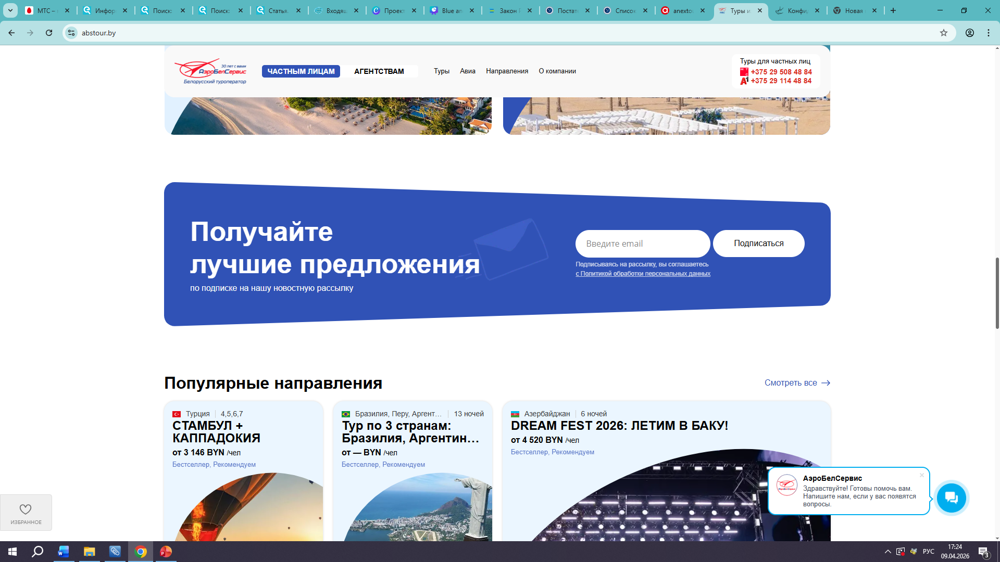 МТС –
Инфор
Поиск
Поиск
Статья
Входящ
Проект
Blue an
Закон
Постат
Списо
anexto
Туры и
Конфи
Новая
abstour.by
30 лет с вами
АэроБелСервис
Белорусский туроператор
ЧАСТНЫМ ЛИЦАМ
АГЕНТСТВАМ
Туры
Авиа
Направления
О компании
Туры для частных лиц
+375 29 508 48 84
+375 29 114 48 84
Получайте
лучшие предложения
по подписке на нашу новостную рассылку
Введите email
Подписаться
Подписываясь на рассылку, вы соглашаетесь
с Политикой обработки персональных данных
Популярные направления
Смотреть все
Турция
4,5,6,7
СТАМБУЛ +
КАППАДОКИЯ
от 3 146 BYN /чел
Бестселлер, Рекомендуем
Бразилия, Перу, Аргент…
13 ночей
Тур по 3 странам:
Бразилия, Аргентин…
от — BYN /чел
Бестселлер, Рекомендуем
Азербайджан
6 ночей
DREAM FEST 2026: ЛЕТИМ В БАКУ!
от 4 520 BYN /чел
Бестселлер, Рекомендуем
АэроБелСервис
Здравствуйте! Готовы помочь вам.
Напишите нам, если у вас появятся
вопросы.
ИЗБРАННОЕ
РУС
17:24
09.04.2026
3